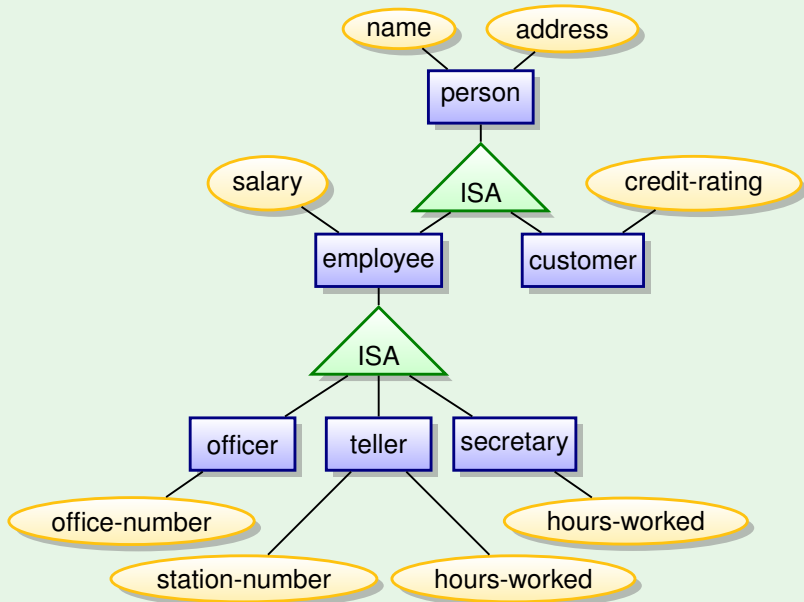 name
address
person
salary
ISA
credit-rating
employee
customer
ISA
officer
teller
secretary
office-number
hours-worked
station-number
hours-worked